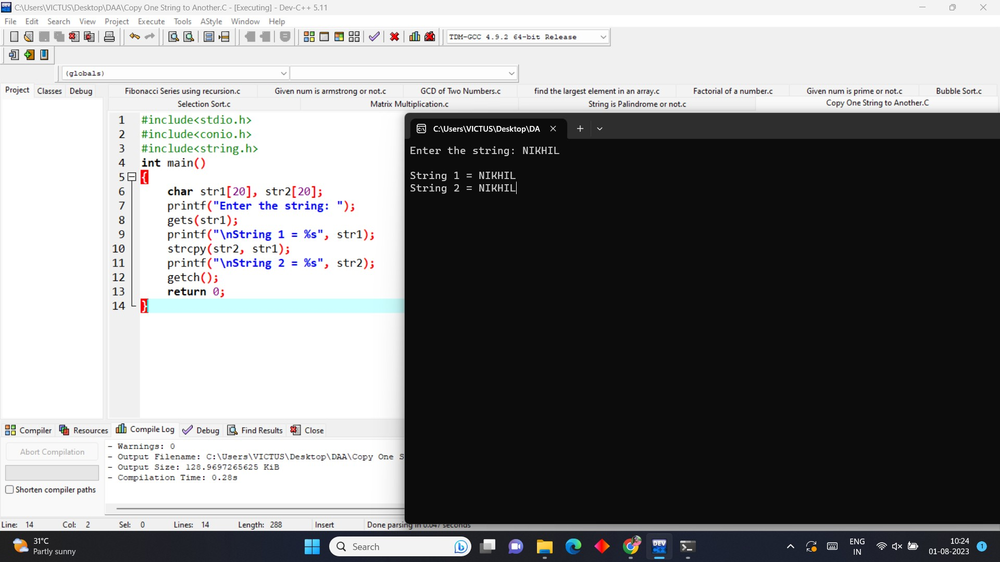 C:\Users\VICTUS\Desktop\DAA\Copy One String to Another.C - [Executing] - Dev-C++ 5.11
File Edit Search View Project Execute Tools AStyle Window Help
TDM-GCC 4.9.2 64-bit Release
(globals)
Project Classes Debug
Fibonacci Series using recursion.c Given num is armstrong or not.c GCD of Two Numbers.c find the largest element in an array.c Factorial of a number.c Given num is prime or not.c Bubble Sort.c
Selection Sort.c Matrix Multiplication.c String is Palindrome or not.c Copy One String to Another.C
1 #include<stdio.h>
2 #include<conio.h>
3 #include<string.h>
4 int main()
5 {
6 char str1[20], str2[20];
7 printf("Enter the string: ");
8 gets(str1);
9 printf("\nString 1 = %s", str1);
10 strcpy(str2, str1);
11 printf("\nString 2 = %s", str2);
12 getch();
13 return 0;
14 }
C:\Users\VICTUS\Desktop\DA
Enter the string: NIKHIL
String 1 = NIKHIL
String 2 = NIKHIL
Compiler Resources Compile Log Debug Find Results Close
Abort Compilation
Shorten compiler paths
- Warnings: 0
- Output Filename: C:\Users\VICTUS\Desktop\DAA\Copy One S
- Output Size: 128.9697265625 KiB
- Compilation Time: 0.28s
Line: 14 Col: 2 Sel: 0 Lines: 14 Length: 288 Insert Done parsing in 0.047 seconds
31°C
Partly sunny
Search
DEV
C++
ENG
IN
10:24
01-08-2023
1